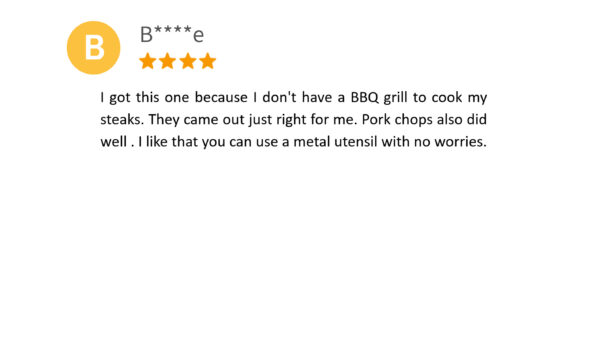 B
B****e
I got this one because I don't have a BBQ grill to cook my
steaks. They came out just right for me. Pork chops also did
well . I like that you can use a metal utensil with no worries.